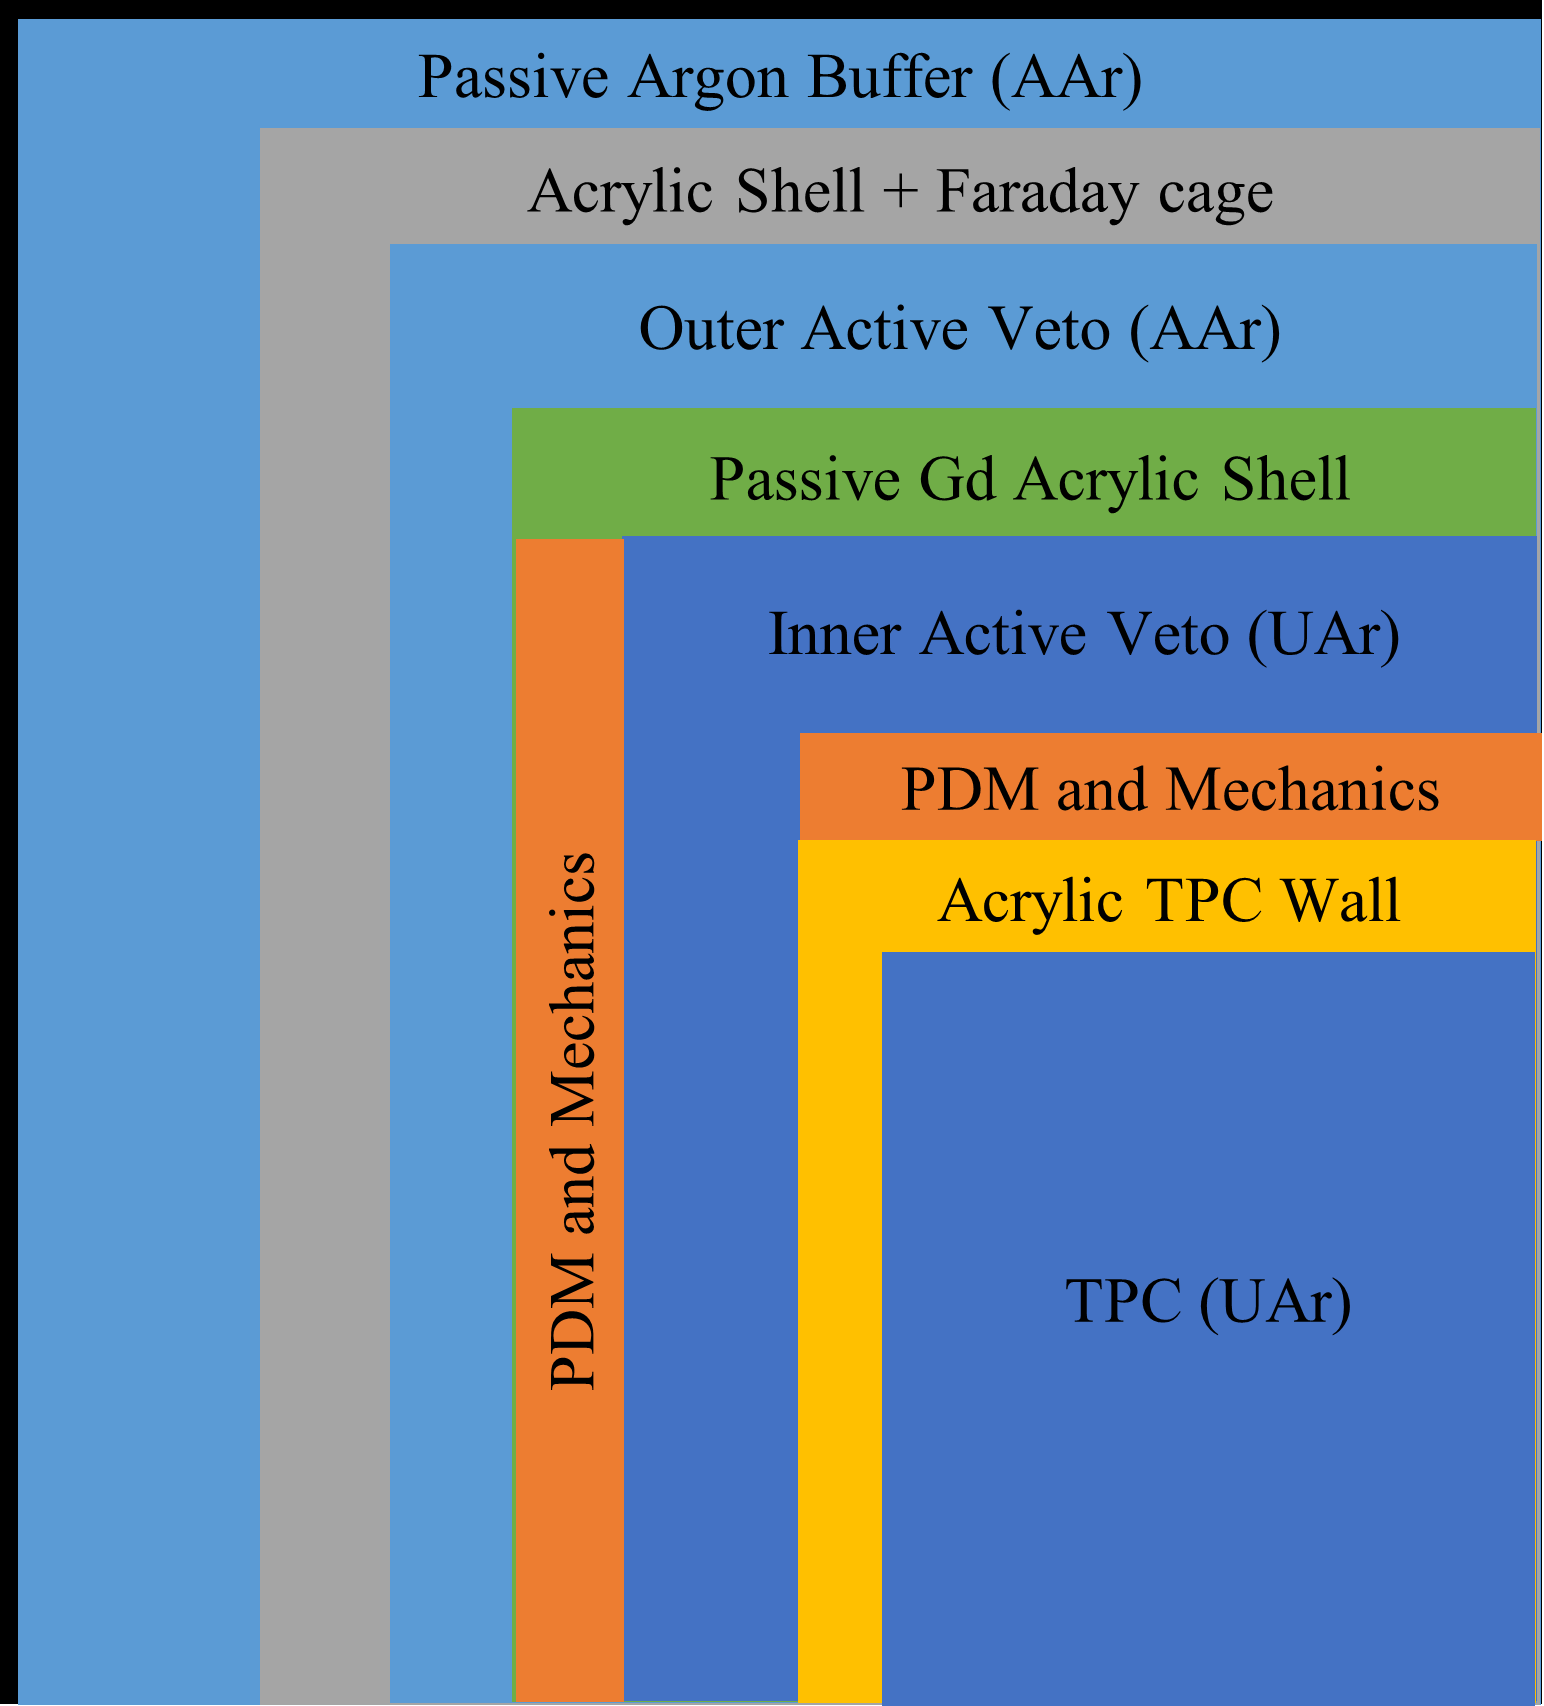 Passive Argon Buffer (AAr)
Acrylic Shell + Faraday cage
Outer Active Veto (AAr)
Passive Gd Acrylic Shell
Inner Active Veto (UAr)
PDM and Mechanics
Acrylic TPC Wall
PDM and Mechanics
TPC (UAr)